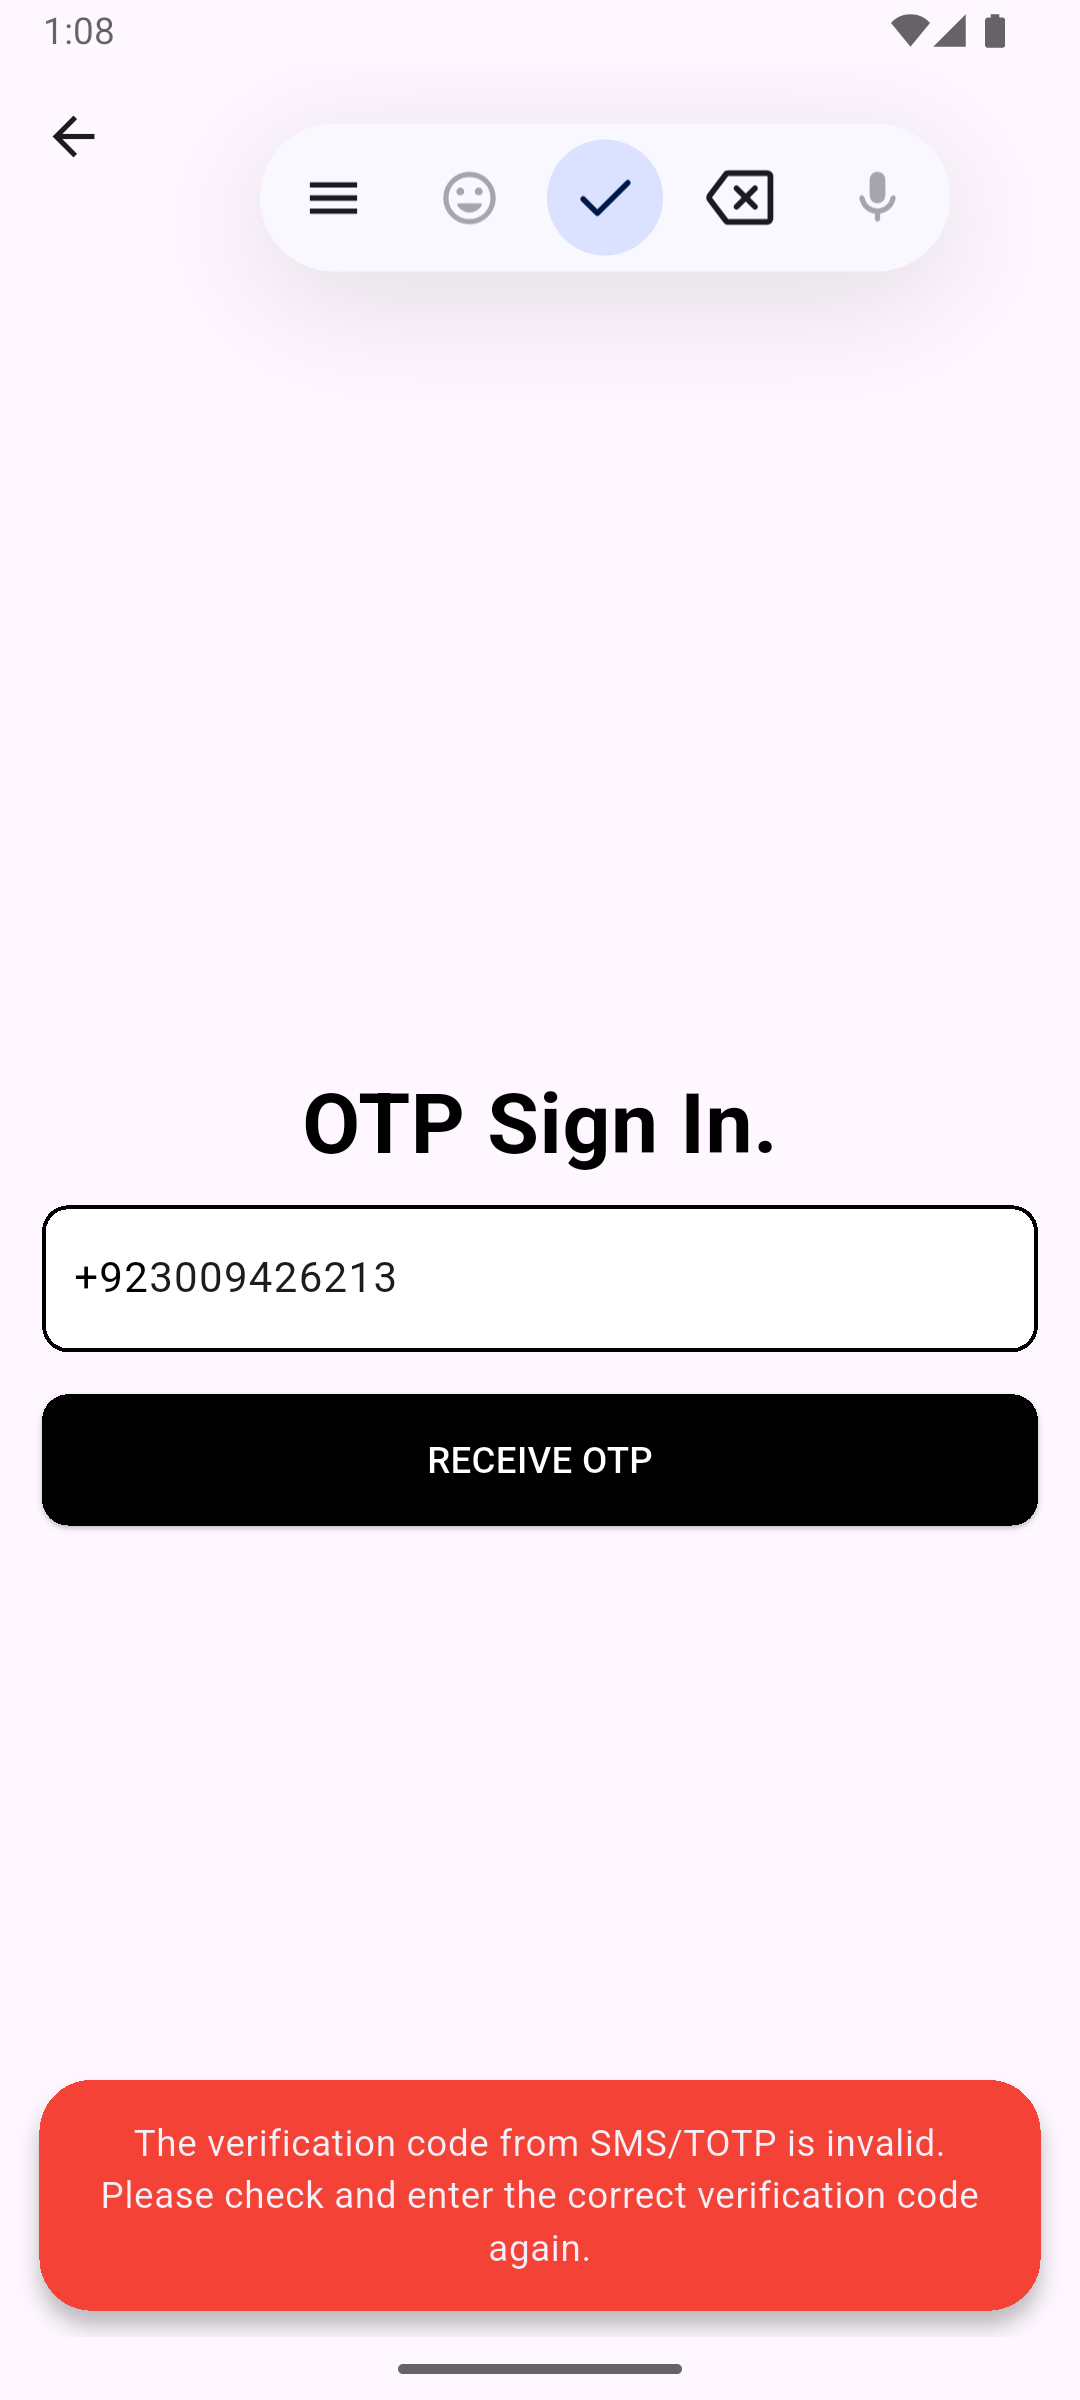 1:08
OTP Sign In.
+923009426213
RECEIVE OTP
The verification code from SMS/TOTP is invalid.
Please check and enter the correct verification code
again.